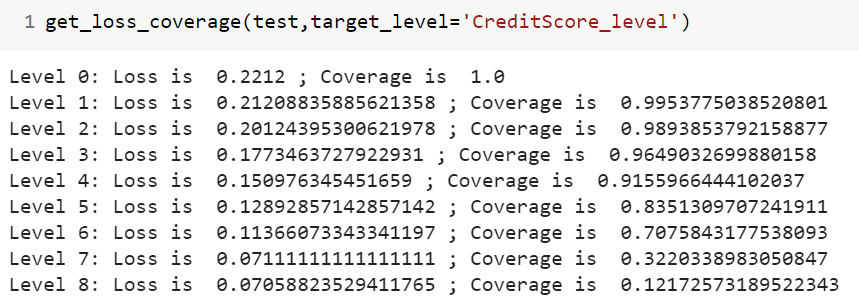 1 get_loss_coverage(test,target_level='CreditScore_level')
Level 0: Loss is  0.2212 ; Coverage is  1.0
Level 1: Loss is  0.21208835885621358 ; Coverage is  0.9953775038520801
Level 2: Loss is  0.20124395300621978 ; Coverage is  0.9893853792158877
Level 3: Loss is  0.1773463727922931 ; Coverage is  0.9649032699880158
Level 4: Loss is  0.150976345451659 ; Coverage is  0.9155966444102037
Level 5: Loss is  0.12892857142857142 ; Coverage is  0.8351309707241911
Level 6: Loss is  0.11366073343341197 ; Coverage is  0.7075843177538093
Level 7: Loss is  0.07111111111111111 ; Coverage is  0.3220338983050847
Level 8: Loss is  0.07058823529411765 ; Coverage is  0.12172573189522343